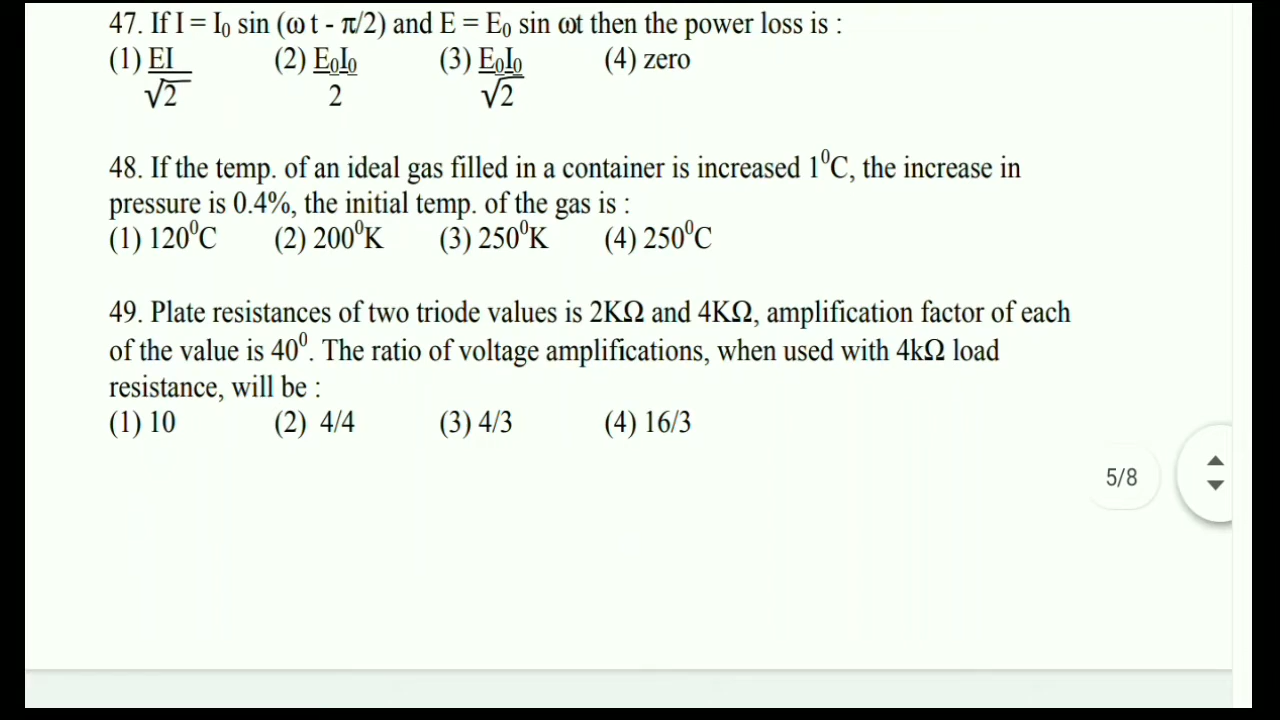 47. If I = I₀ sin (ω t - π/2) and E = E₀ sin ωt then the power loss is :
(1) EI/√2 (2) E₀I₀/2 (3) E₀I₀/√2 (4) zero
48. If the temp. of an ideal gas filled in a container is increased 1⁰C, the increase in
pressure is 0.4%, the initial temp. of the gas is :
(1) 120⁰C (2) 200⁰K (3) 250⁰K (4) 250⁰C
49. Plate resistances of two triode values is 2KΩ and 4KΩ, amplification factor of each
of the value is 40⁰. The ratio of voltage amplifications, when used with 4kΩ load
resistance, will be :
(1) 10 (2) 4/4 (3) 4/3 (4) 16/3
5/8